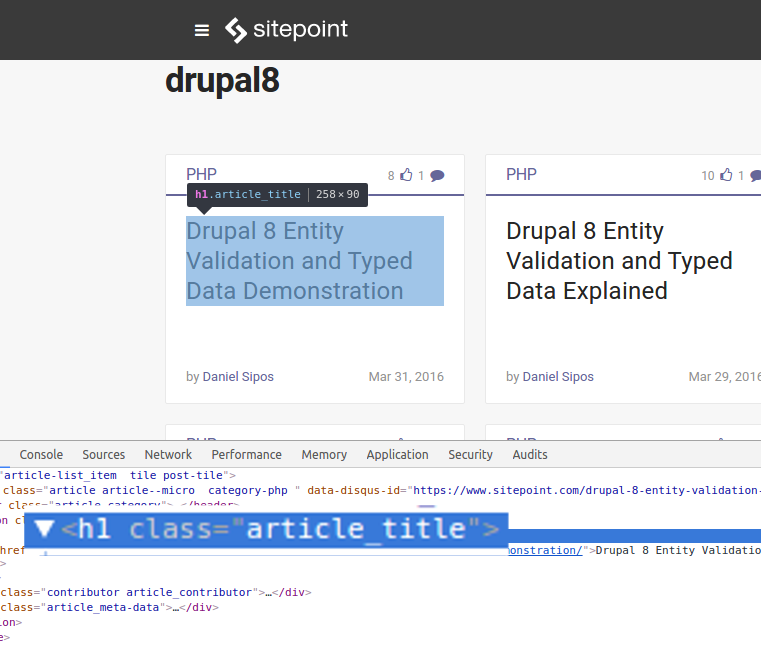 sitepoint
drupal8
PHP 8 1
h1.article_title 258 × 90
Drupal 8 Entity
Validation and Typed
Data Demonstration
by Daniel Sipos Mar 31, 2016
PHP 10 1
Drupal 8 Entity
Validation and Typed
Data Explained
by Daniel Sipos Mar 29, 2016
Console Sources Network Performance Memory Application Security Audits
"article-list_item tile post-tile">
class="article article--micro category-php " data-disqus-id="https://www.sitepoint.com/drupal-8-entity-validation-
<h1 class="article_title">
href
onstration/">Drupal 8 Entity Validatio
>
class="contributor article_contributor">…</div>
class="article_meta-data">…</div>
ion>
e>